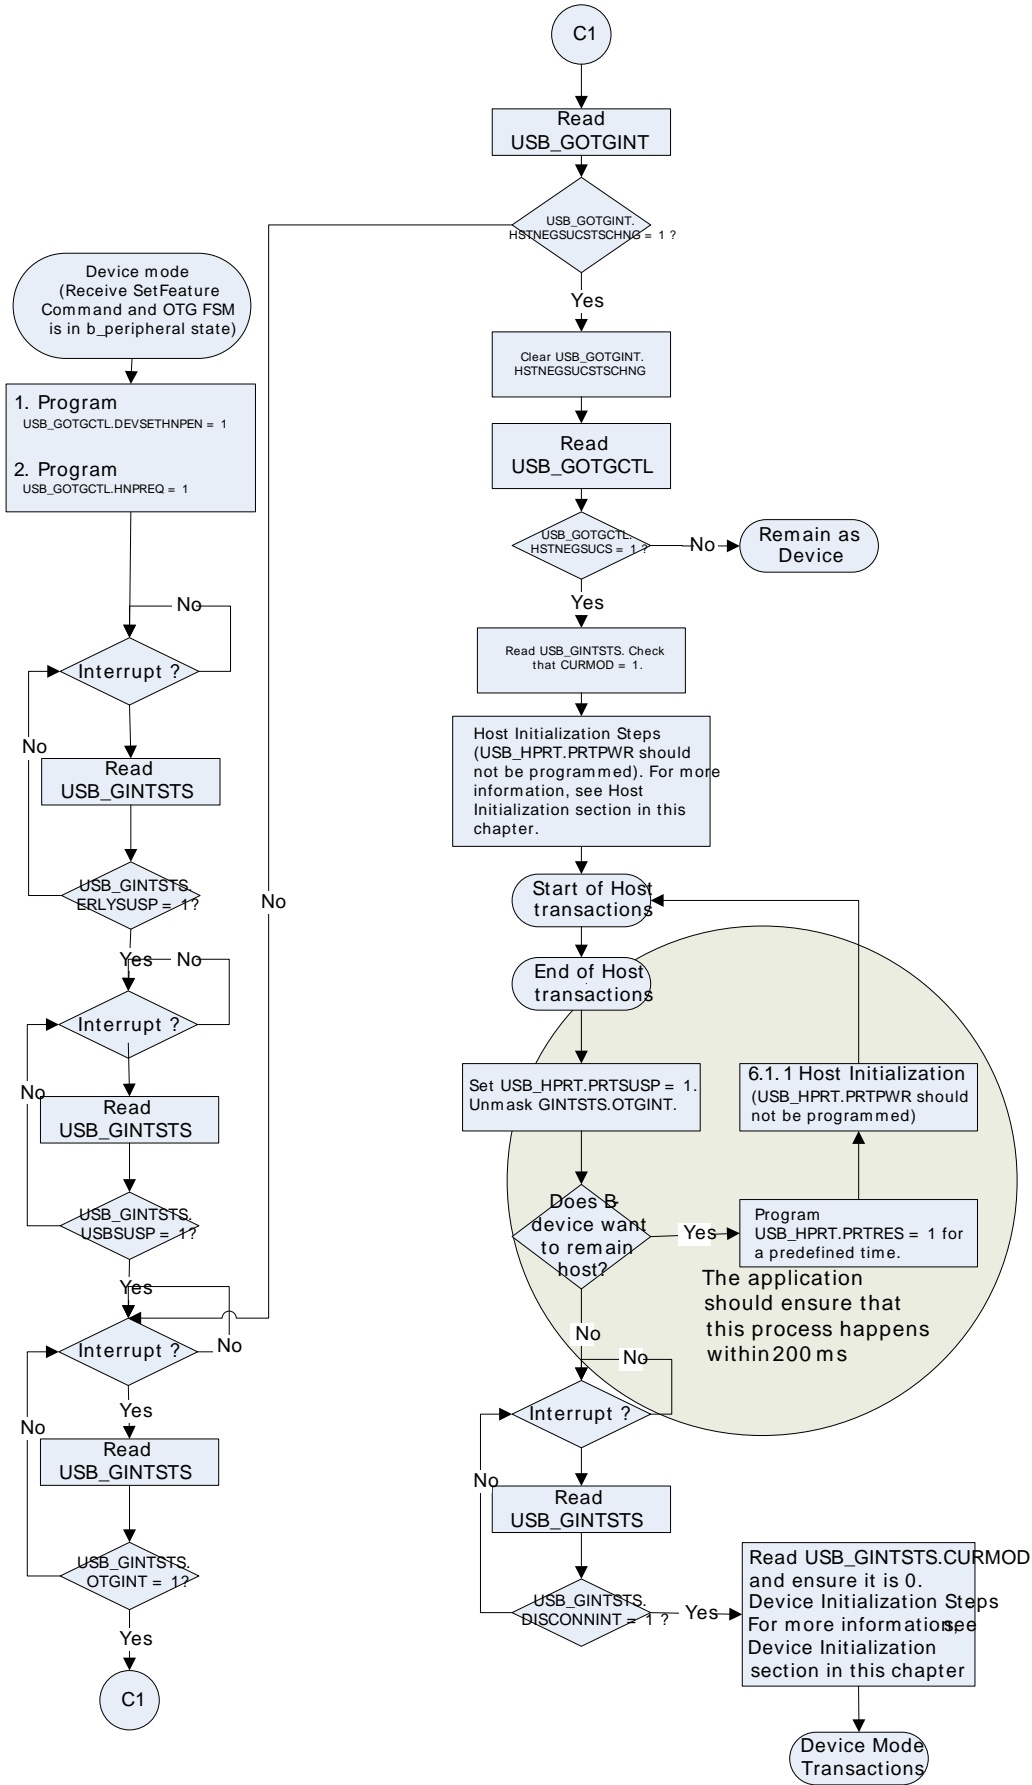 Device mode
(Receive SetFeature
Command and OTG FSM
is in b_peripheral state)
1. Program
USB_GOTGCTL.DEVSETHNPEN = 1
2. Program
USB_GOTGCTL.HNPREQ = 1
No
Interrupt ?
No
Read
USB_GINTSTS
USB_GINTSTS.
ERLYSUSP = 1?
Yes
No
Interrupt ?
No
Read
USB_GINTSTS
USB_GINTSTS.
USBSUSP = 1?
Yes
Interrupt ?
No
Yes
No
Read
USB_GINTSTS
USB_GINTSTS.
OTGINT = 1?
Yes
C1
C1
Read
USB_GOTGINT
USB_GOTGINT.
HSTNEGSUCSTSCHNG = 1 ?
No
Yes
Clear USB_GOTGINT.
HSTNEGSUCSTSCHNG
Read
USB_GOTGCTL
USB_GOTGCTL.
HSTNEGSUCS = 1 ?
No
Remain as
Device
Yes
Read USB_GINTSTS. Check
that CURMOD = 1.
Host Initialization Steps
(USB_HPRT.PRTPWR should
not be programmed). For more
information, see Host
Initialization section in this
chapter.
Start of Host
transactions
End of Host
transactions
Set USB_HPRT.PRTSUSP = 1.
Unmask GINTSTS.OTGINT.
6.1.1 Host Initialization
(USB_HPRT.PRTPWR should
not be programmed)
Does B-
device want
to remain
host?
Yes
Program
USB_HPRT.PRTRES = 1 for
a predefined time.
The application
should ensure that
this process happens
within 200 ms
No
No
Interrupt ?
No
Read
USB_GINTSTS
USB_GINTSTS.
DISCONNINT = 1 ?
Yes
Read USB_GINTSTS.CURMOD
and ensure it is 0.
Device Initialization Steps
For more information, see
Device Initialization
section in this chapter
Device Mode
Transactions